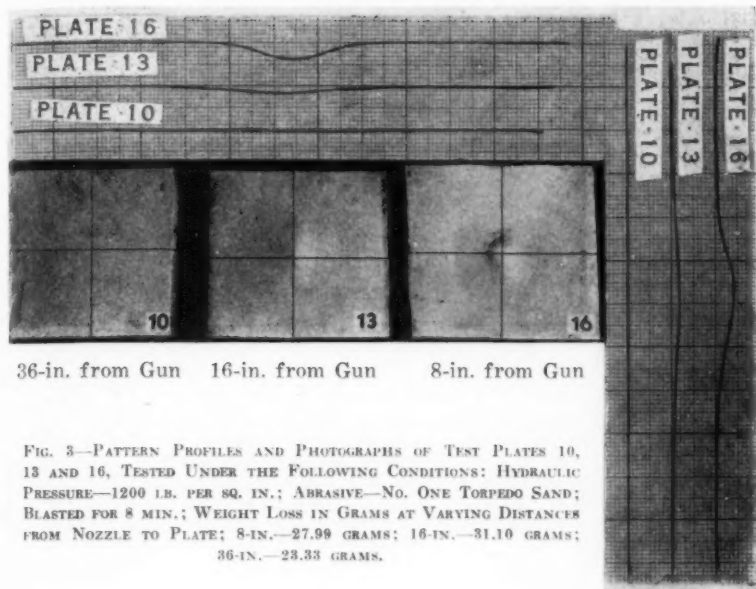 PLATE·16
PLATE·13
PLATE·10
PLATE·10
PLATE·13
PLATE·16
10
13
16
36-in. from Gun
16-in. from Gun
8-in. from Gun
FIG. 3—PATTERN PROFILES AND PHOTOGRAPHS OF TEST PLATES 10,
13 AND 16, TESTED UNDER THE FOLLOWING CONDITIONS: HYDRAULIC
PRESSURE—1200 LB. PER SQ. IN.; ABRASIVE—NO. ONE TORPEDO SAND;
BLASTED FOR 8 MIN.; WEIGHT LOSS IN GRAMS AT VARYING DISTANCES
FROM NOZZLE TO PLATE; 8-IN.—27.99 GRAMS; 16-IN.—31.10 GRAMS;
36-IN.—23.33 GRAMS.